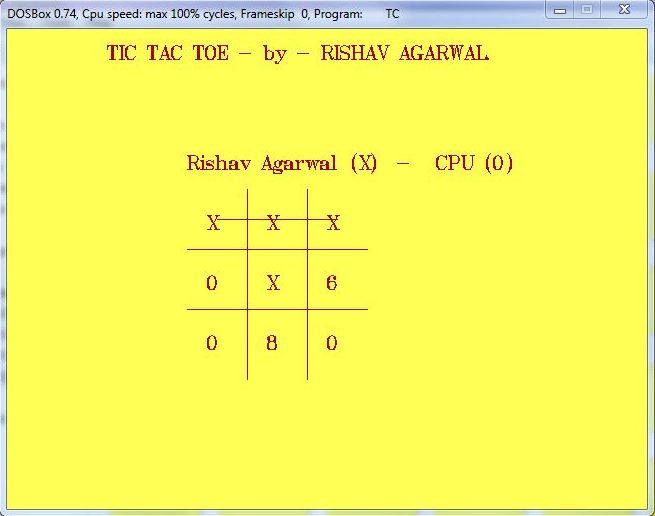 DOSBox 0.74, Cpu speed: max 100% cycles, Frameskip 0, Program: TC
TIC TAC TOE - by - RISHAV AGARWAL
Rishav Agarwal (X) - CPU (0)
X X X
0 X 6
0 8 0